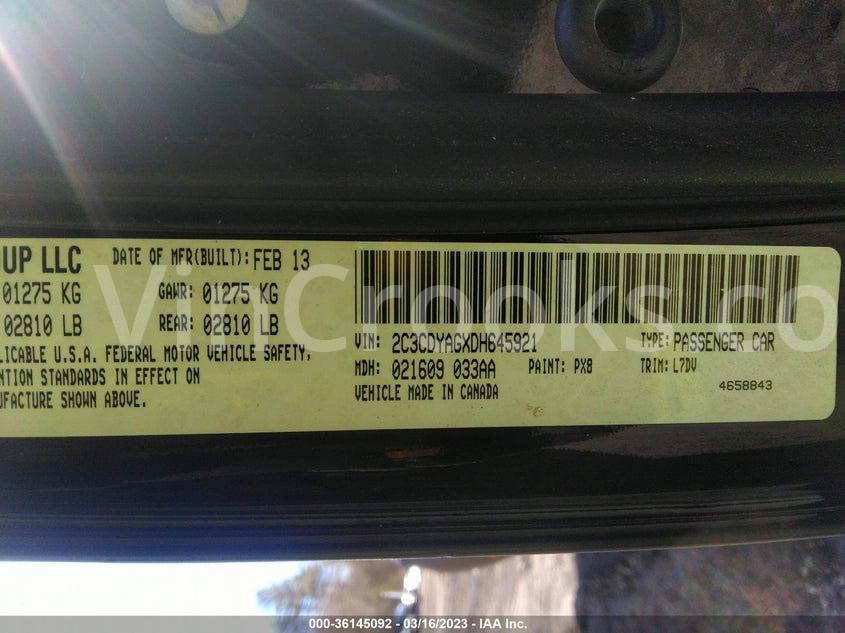 UP LLC DATE OF MFR(BUILT): FEB 13
01275 KG GAWR: 01275 KG
02810 LB REAR: 02810 LB
LICABLE U.S.A. FEDERAL MOTOR VEHICLE SAFETY,
NTION STANDARDS IN EFFECT ON
UFACTURE SHOWN ABOVE.
VIN: 2C3CDYAGXDH645921 TYPE: PASSENGER CAR
MDH: 021609 033AA PAINT: PX8 TRIM: L7DV
VEHICLE MADE IN CANADA 4658843
VinCrooks.co
000-36145092 - 03/16/2023 - IAA Inc.